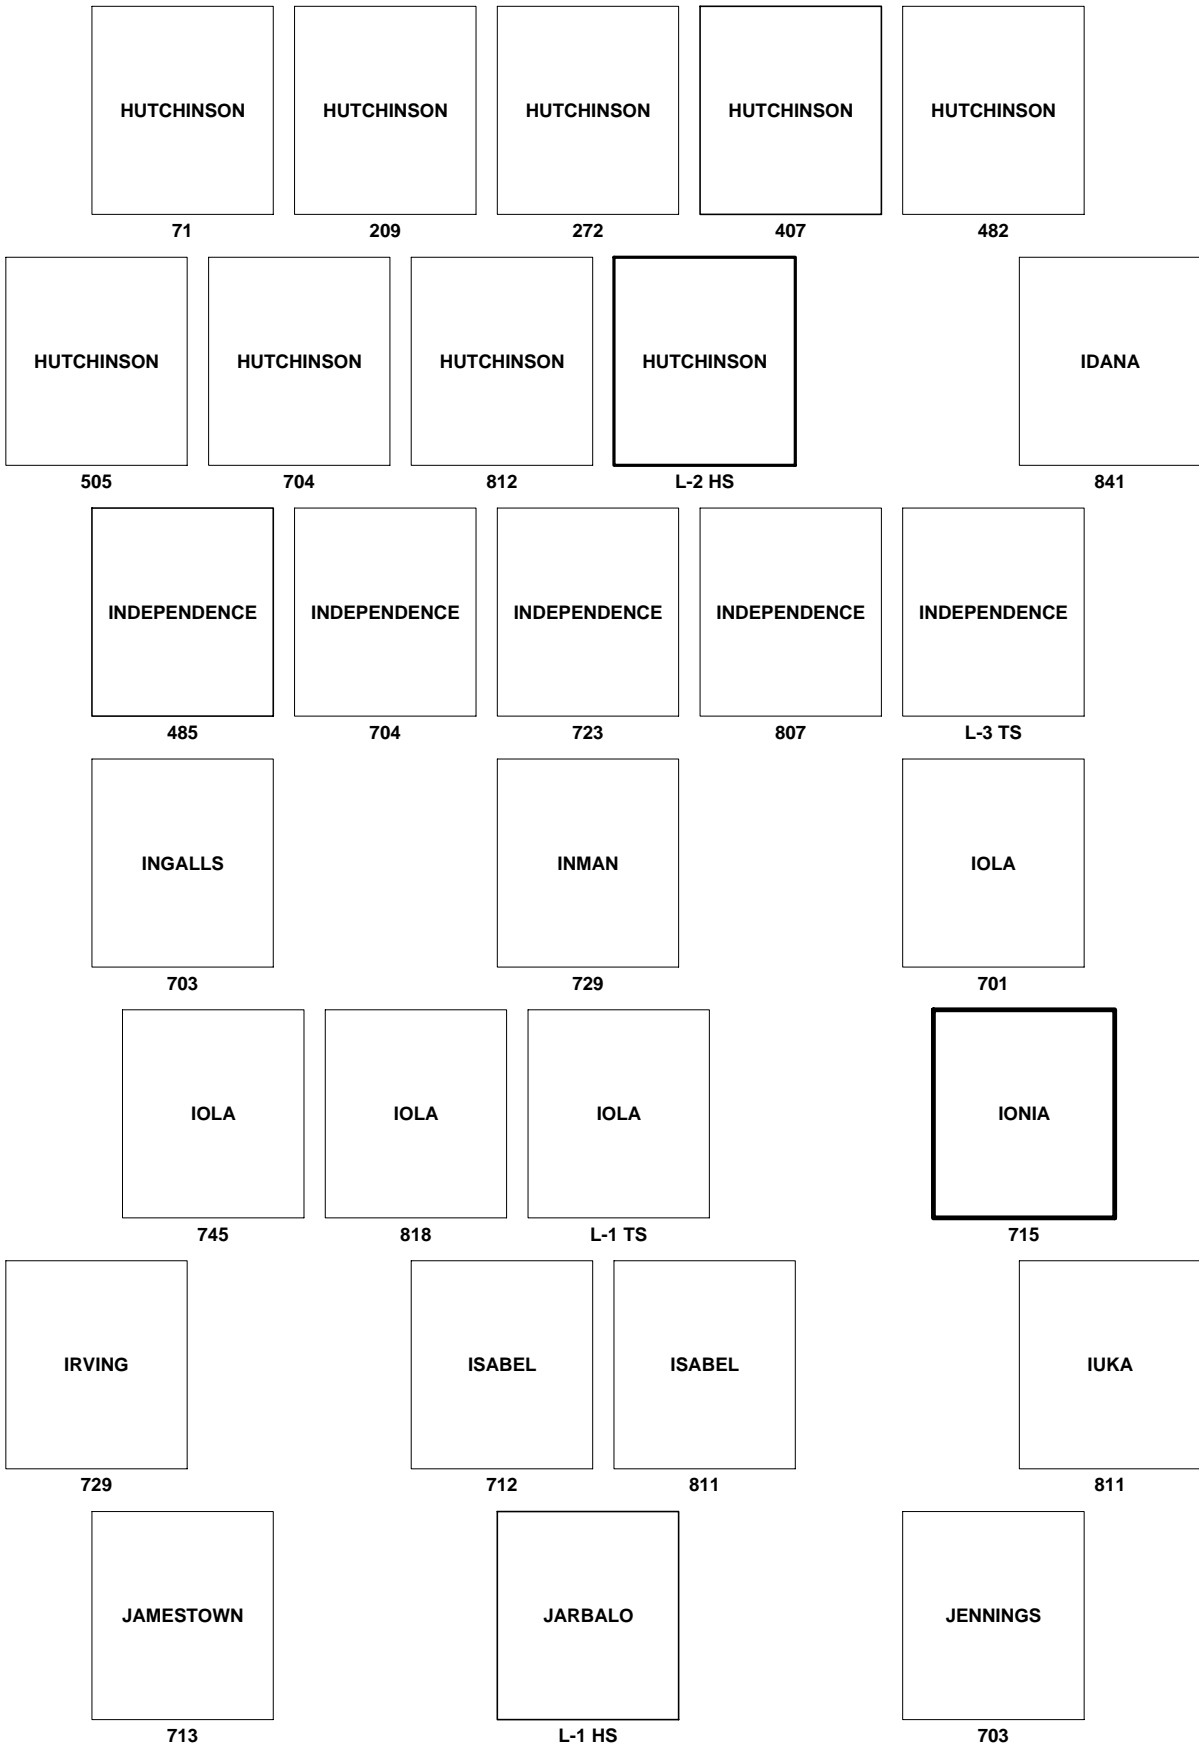 HUTCHINSON HUTCHINSON HUTCHINSON HUTCHINSON HUTCHINSON
71 209 272 407 482
HUTCHINSON HUTCHINSON HUTCHINSON HUTCHINSON IDANA
505 704 812 L-2 HS 841
INDEPENDENCE INDEPENDENCE INDEPENDENCE INDEPENDENCE INDEPENDENCE
485 704 723 807 L-3 TS
INGALLS INMAN IOLA
703 729 701
IOLA IOLA IOLA IONIA
745 818 L-1 TS 715
IRVING ISABEL ISABEL IUKA
729 712 811 811
JAMESTOWN JARBALO JENNINGS
713 L-1 HS 703